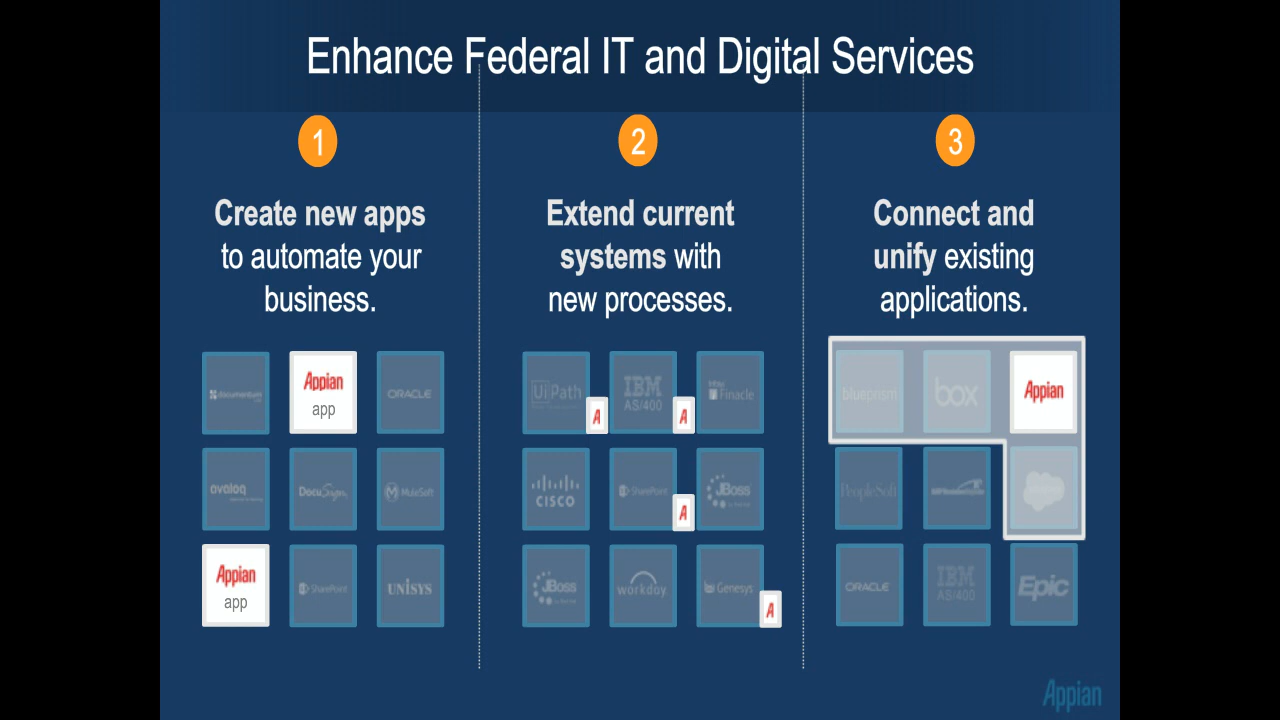 Enhance Federal IT and Digital Services
1
Create new apps
to automate your
business.
documentum
Appian
app
ORACLE
avaloq
DocuSign
MuleSoft
Appian
app
SharePoint
UNISYS
2
Extend current
systems with
new processes.
UiPath
A
IBM
AS/400
A
Finacle
CISCO
SharePoint
A
JBoss
JBoss
workday
Genesys
A
3
Connect and
unify existing
applications.
blueprism
box
Appian
PeopleSoft
ORACLE
IBM
AS/400
Epic
Appian